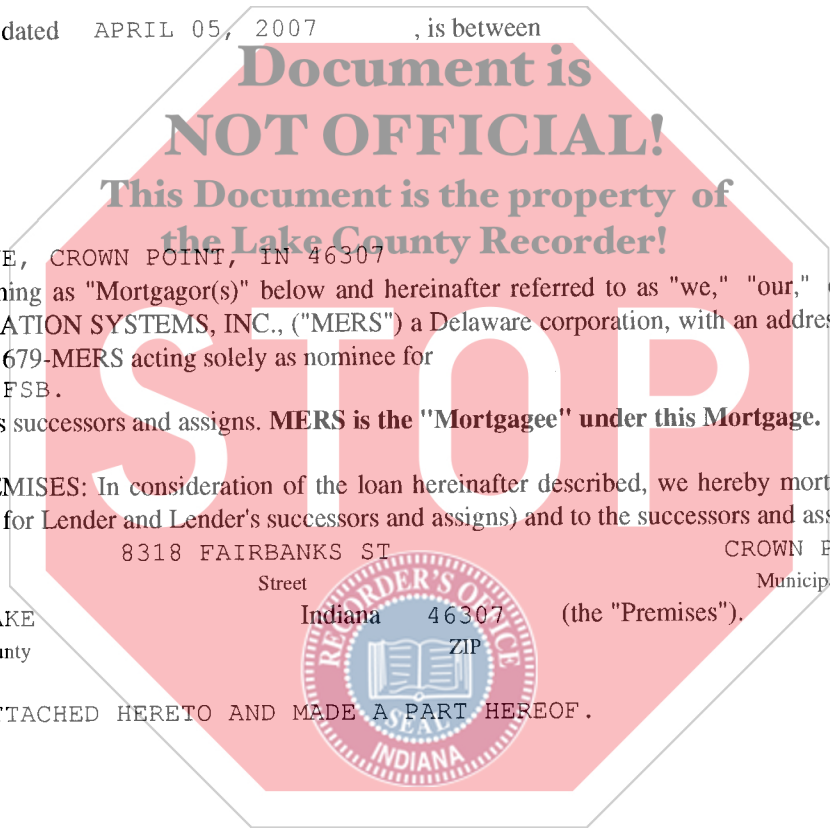 dated APRIL 05, 2007 , is between
Document is
NOT OFFICIAL!
This Document is the property of
the Lake County Recorder!
E, CROWN POINT, IN 46307
ning as "Mortgagor(s)" below and hereinafter referred to as "we," "our,"
ATION SYSTEMS, INC., ("MERS") a Delaware corporation, with an addres
679-MERS acting solely as nominee for
FSB.
s successors and assigns. MERS is the "Mortgagee" under this Mortgage.
STOP
EMISES: In consideration of the loan hereinafter described, we hereby mort
for Lender and Lender's successors and assigns) and to the successors and ass
8318 FAIRBANKS ST CROWN P
Street Municip
AKE Indiana 46307 (the "Premises").
unty ZIP
TTACHED HERETO AND MADE A PART HEREOF.
RECORDER'S OFFICE
SEAL
INDIANA